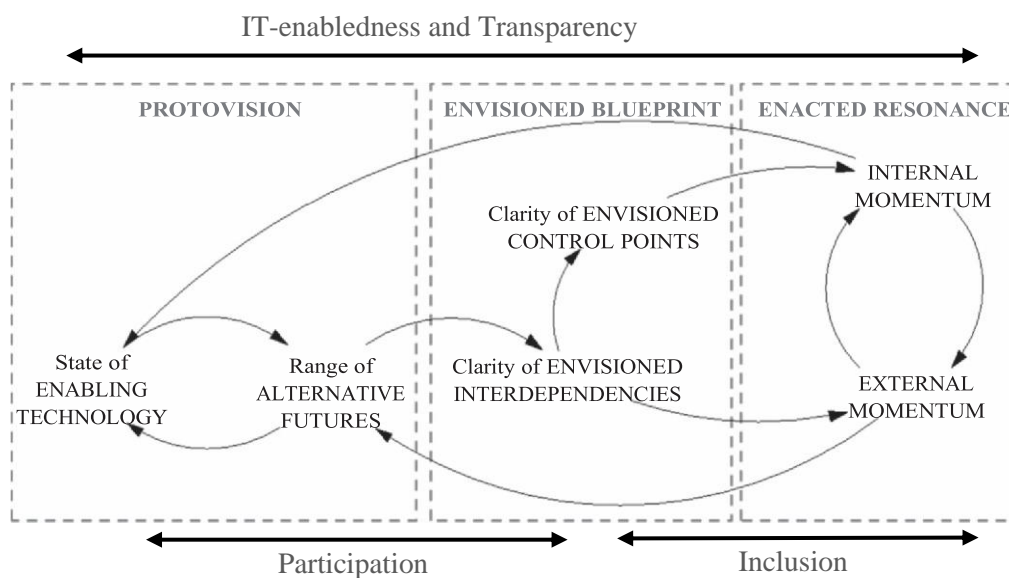 IT-enabledness and Transparency
PROTOVISION
ENVISIONED BLUEPRINT
ENACTED RESONANCE
INTERNAL
MOMENTUM
Clarity of ENVISIONED
CONTROL POINTS
State of
ENABLING
TECHNOLOGY
Range of
ALTERNATIVE
FUTURES
Clarity of ENVISIONED
INTERDEPENDENCIES
EXTERNAL
MOMENTUM
Participation
Inclusion